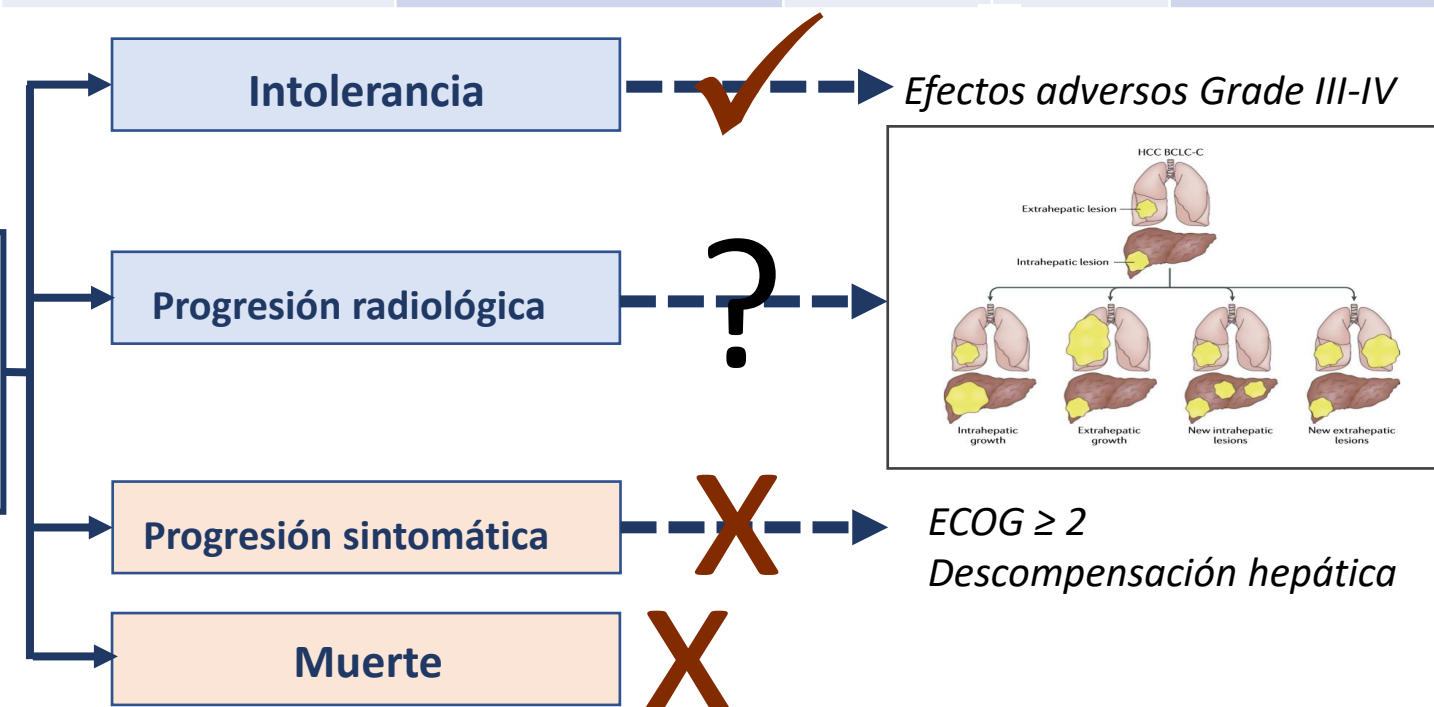 Intolerancia
Efectos adversos Grade III-IV
HCC BCLC-C
Extrahepatic lesion
Intrahepatic lesion
Progresión radiológica
?
Intrahepatic
growth
Extrahepatic
growth
New intrahepatic
lesions
New extrahepatic
lesions
Progresión sintomática
X
ECOG ≥ 2
Descompensación hepática
Muerte
X